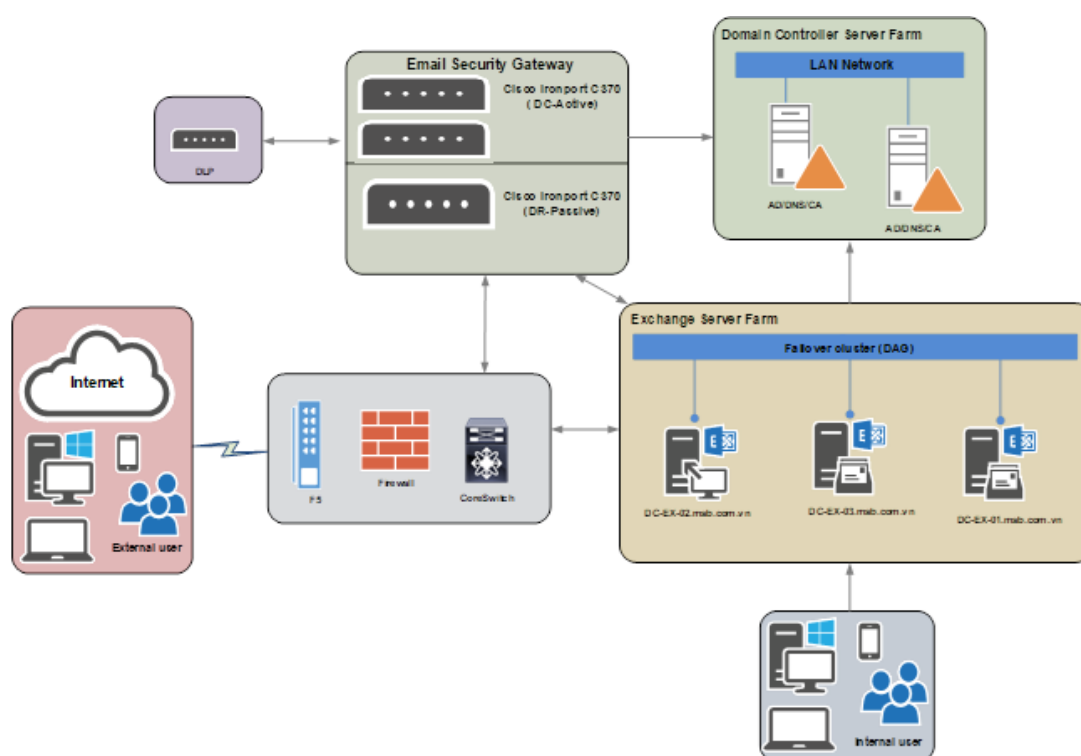 Domain Controller Server Farm
LAN Network
AD/DNS/CA
AD/DNS/CA
Email Security Gateway
Cisco Ironport C370
(DC-Active)
Cisco Ironport C370
(DR-Passive)
DLP
Internet
External user
F5
Firewall
CoreSwitch
Exchange Server Farm
Failover cluster (DAG)
DC-EX-02.msb.com.vn
DC-EX-03.msb.com.vn
DC-EX-01.msb.com.vn
Internal user